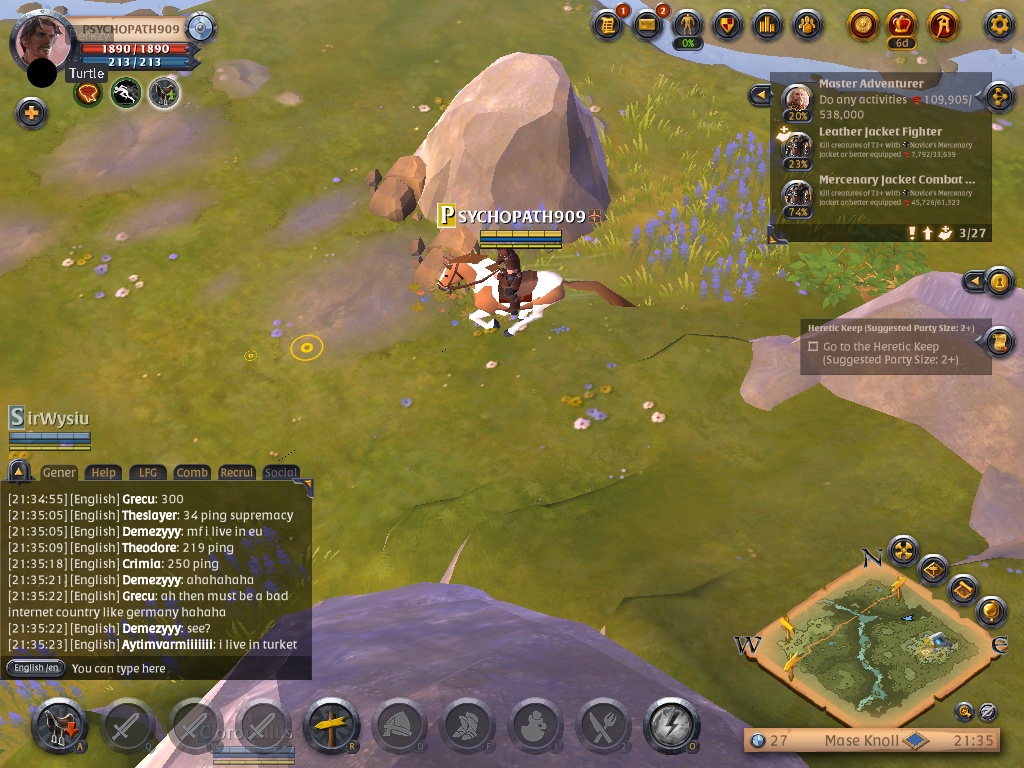 PSYCHOPATH909
1890 / 1890
213 / 213
Turtle
1
2
0%
6d
Master Adventurer
Do any activities 109,905/
538,000
20%
Leather Jacket Fighter
Kill creatures of T3+ with Novice's Mercenary
Jacket or better equipped 7,792/33,639
23%
Mercenary Jacket Combat ...
Kill creatures of T3+ with Novice's Mercenary
Jacket or better equipped 45,726/61,323
74%
3/27
PSYCHOPATH909
Heretic Keep (Suggested Party Size: 2+)
Go to the Heretic Keep
(Suggested Party Size: 2+)
SirWysiu
Gener Help LFG Comb Recrui Social
[21:34:55] [English] Grecu: 300
[21:35:05] [English] Theslayer: 34 ping supremacy
[21:35:05] [English] Demezyyy: mf i live in eu
[21:35:09] [English] Theodore: 219 ping
[21:35:18] [English] Crimia: 250 ping
[21:35:21] [English] Demezyyy: ahahahaha
[21:35:22] [English] Grecu: ah then must be a bad
internet country like germany hahaha
[21:35:22] [English] Demezyyy: see?
[21:35:23] [English] Aytimvarmiiiiiii: i live in turket
English /en You can type here
N
W
E
A Q R D F O
27 Mase Knoll 21:35